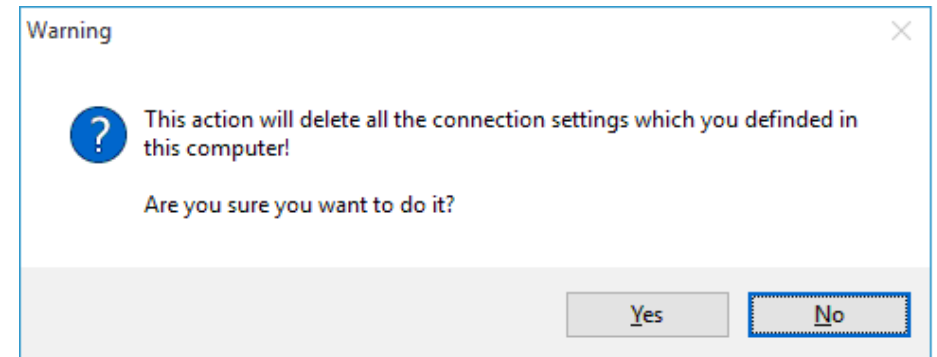 Warning
This action will delete all the connection settings which you definded in
this computer!
Are you sure you want to do it?
Yes
No